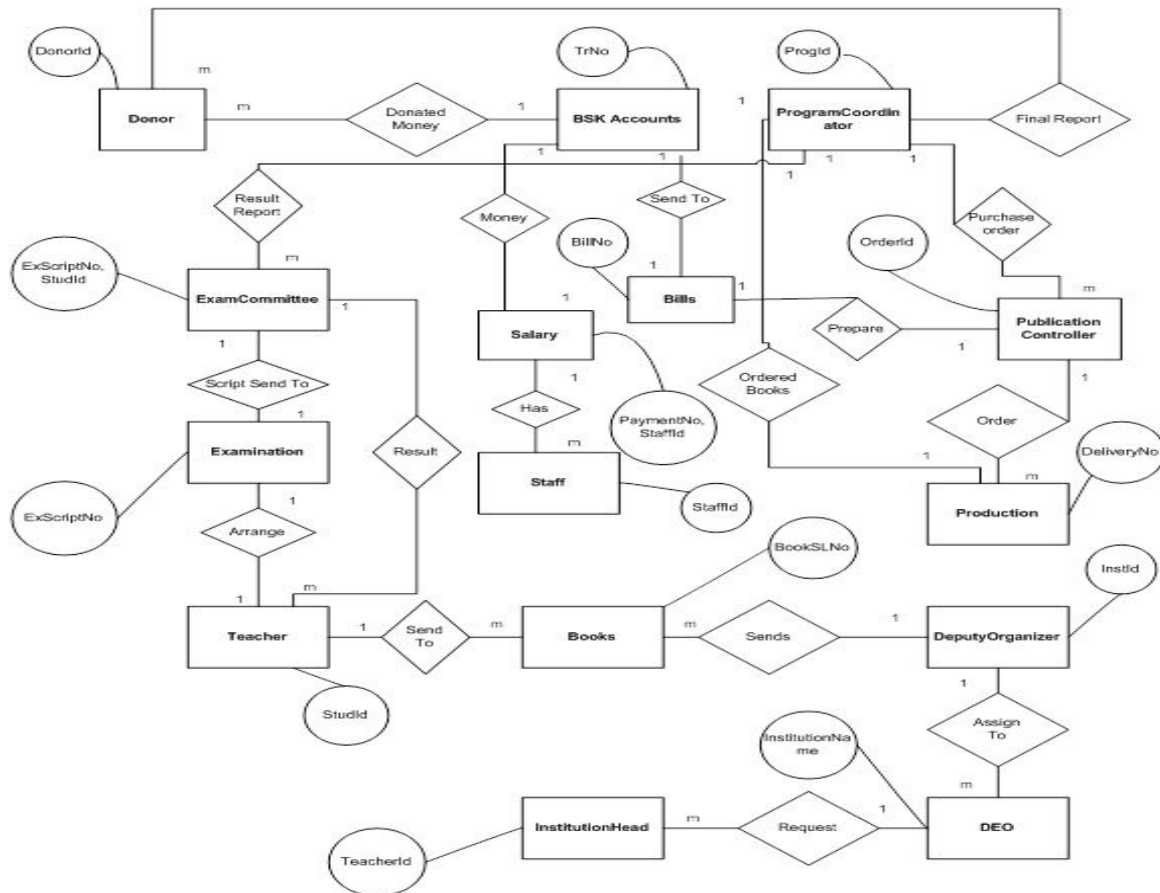 DonorId
TrNo
ProgId
m
m
1
1
Donor
Donated
Money
BSK Accounts
ProgramCoordin
ator
Final Report
1
1
1
1
1
Result
Report
Money
Send To
Purchase
order
BillNo
OrderId
ExScriptNo,
StudId
m
1
1
m
ExamCommittee
1
Bills
Publication
Controller
1
Salary
Prepare
1
1
1
Script Send To
1
Ordered
Books
1
Has
PaymentNo,
StaffId
Order
Examination
Result
m
1
DeliveryNo
Staff
m
ExScriptNo
1
StaffId
Production
Arrange
BookSLNo
InstId
1
m
Teacher
1
Send
To
m
Books
m
Sends
1
DeputyOrganizer
1
StudId
Assign
To
InstitutionNa
me
m
InstitutionHead
m
Request
1
DEO
TeacherId